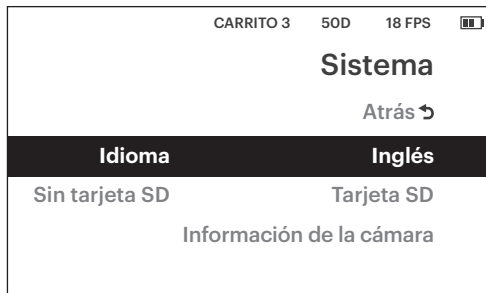 CARRITO 3 50D 18 FPS
Sistema
Atrás
Idioma Inglés
Sin tarjeta SD Tarjeta SD
Información de la cámara